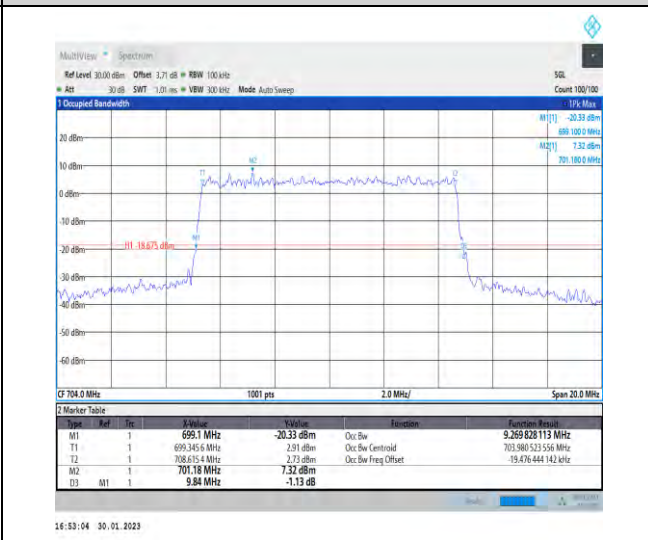 MultiView Spectrum
Ref Level 30.00 dBm Offset 3.71 dB RBW 100 kHz SGL
Att 30 dB SWT 1.01 ms VBW 300 kHz Mode Auto Sweep Count 100/100
1 Occupied Bandwidth 1Pk Max
M1[1] -20.33 dBm
699.100 0 MHz
M2[1] 7.32 dBm
701.180 0 MHz
20 dBm
10 dBm
0 dBm
-10 dBm
-20 dBm
-30 dBm
-40 dBm
-50 dBm
-60 dBm
M2
T1
T2
M1
H1 -18.675 dBm
CF 704.0 MHz 1001 pts 2.0 MHz/ Span 20.0 MHz
2 Marker Table
Type Ref Trc X-Value Y-Value Function Function Result
M1 1 699.1 MHz -20.33 dBm Occ Bw 9.269 828 113 MHz
T1 1 699.345 6 MHz 2.91 dBm Occ Bw Centroid 703.980 523 556 MHz
T2 1 708.615 4 MHz 2.73 dBm Occ Bw Freq Offset -19.476 444 142 kHz
M2 1 701.18 MHz 7.32 dBm
D3 M1 1 9.84 MHz -1.13 dB
16:53:04 30.01.2023